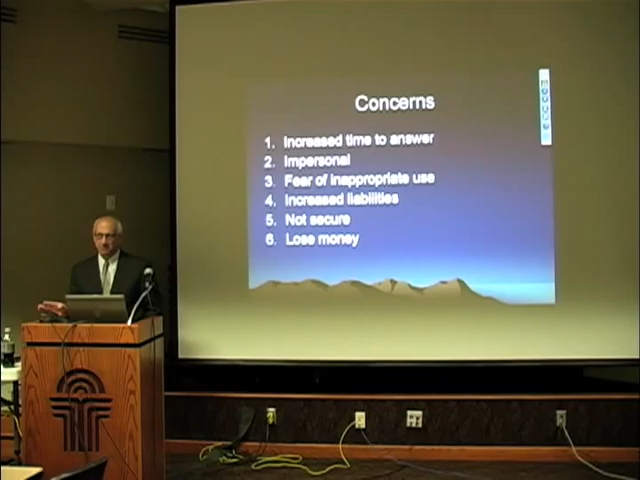 Concerns
1. Increased time to answer
2. Impersonal
3. Fear of inappropriate use
4. Increased liabilities
5. Not secure
6. Lose money